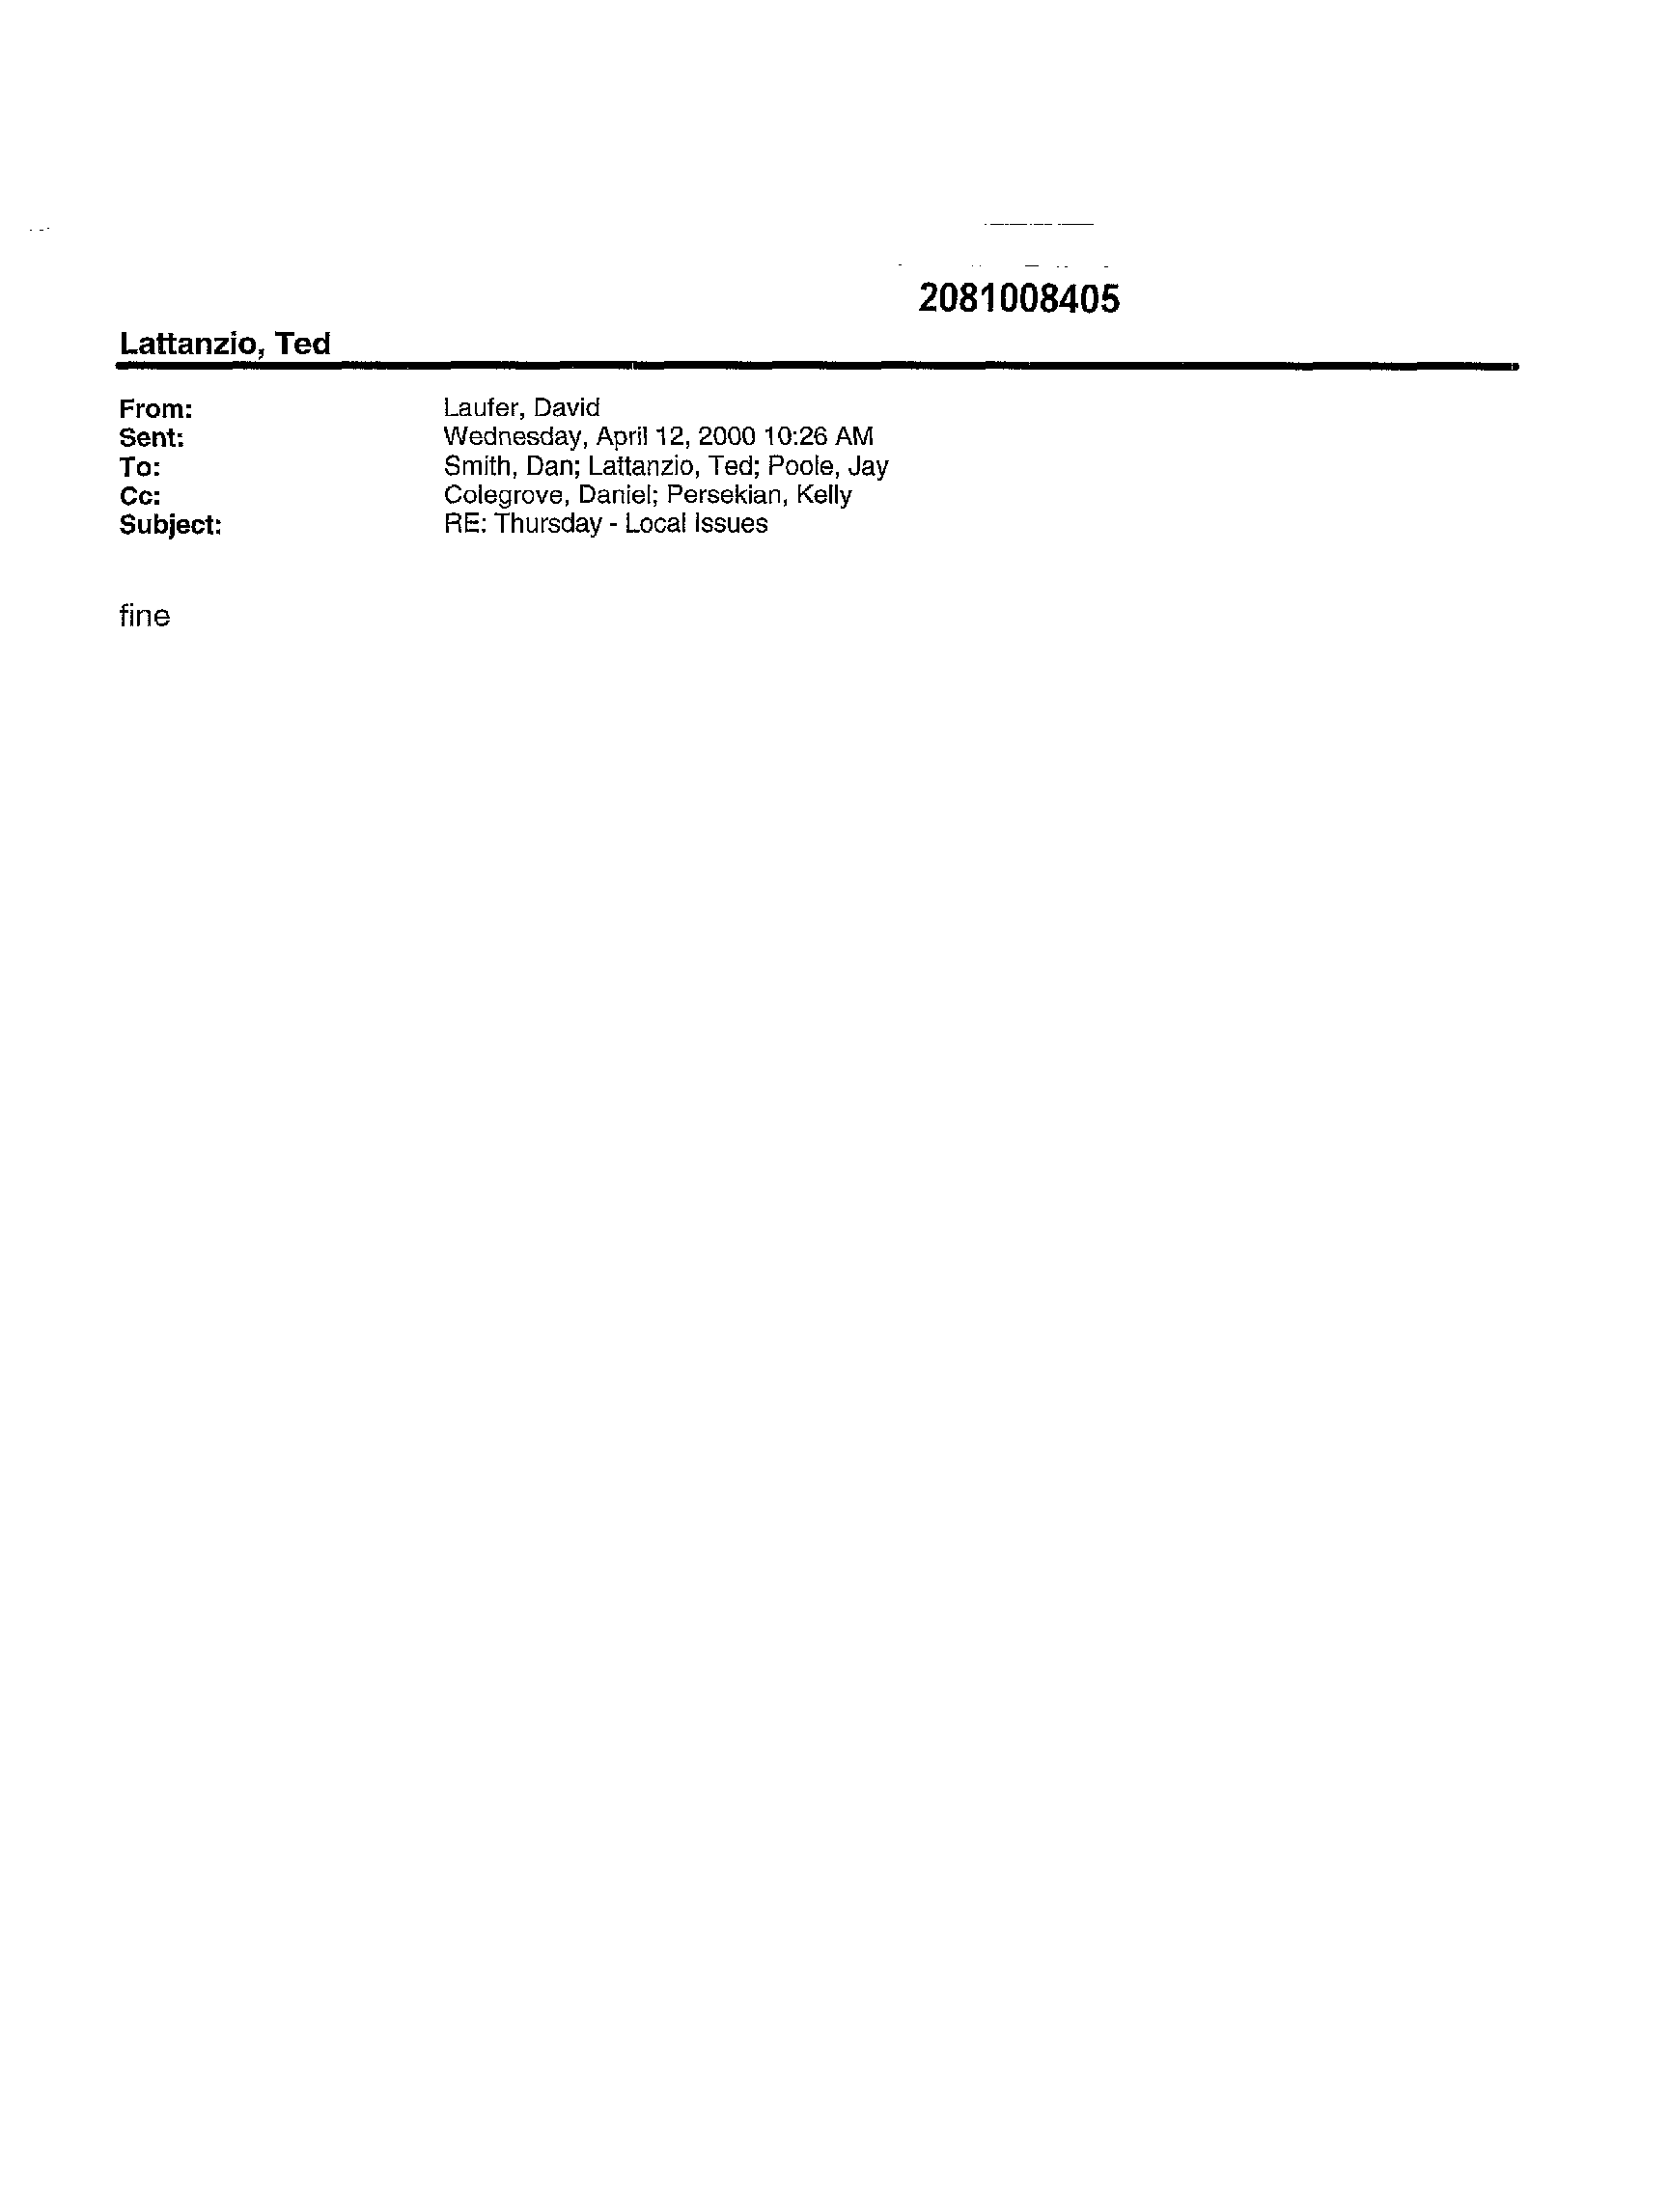 2081008405
Lattanzio, Ted
From: Laufer, David
Sent: Wednesday, April 12, 2000 10:26 AM
To: Smith, Dan; Lattanzio, Ted; Poole, Jay
Cc: Colegrove, Daniel; Persekian, Kelly
Subject: RE: Thursday - Local Issues
fine